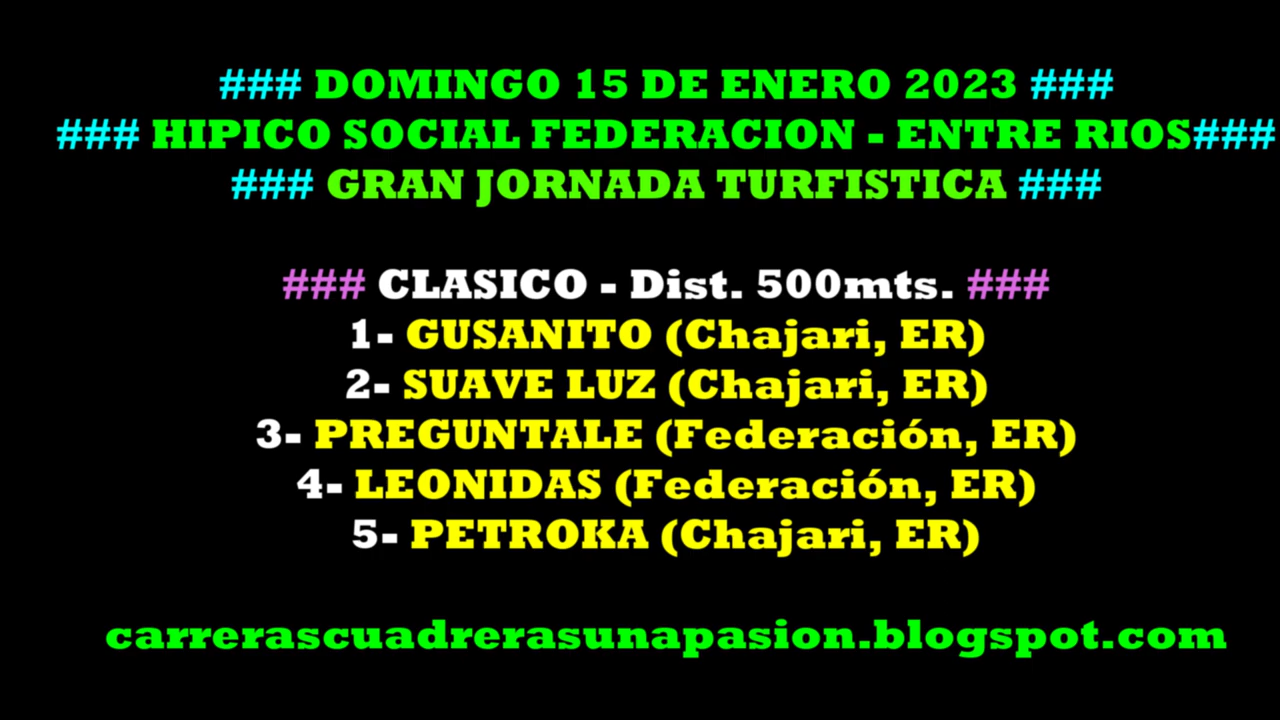 ### DOMINGO 15 DE ENERO 2023 ###
### HIPICO SOCIAL FEDERACION - ENTRE RIOS###
### GRAN JORNADA TURFISTICA ###
### CLASICO - Dist. 500mts. ###
1- GUSANITO (Chajari, ER)
2- SUAVE LUZ (Chajari, ER)
3- PREGUNTALE (Federación, ER)
4- LEONIDAS (Federación, ER)
5- PETROKA (Chajari, ER)
carrerascuadrerasunapasion.blogspot.com